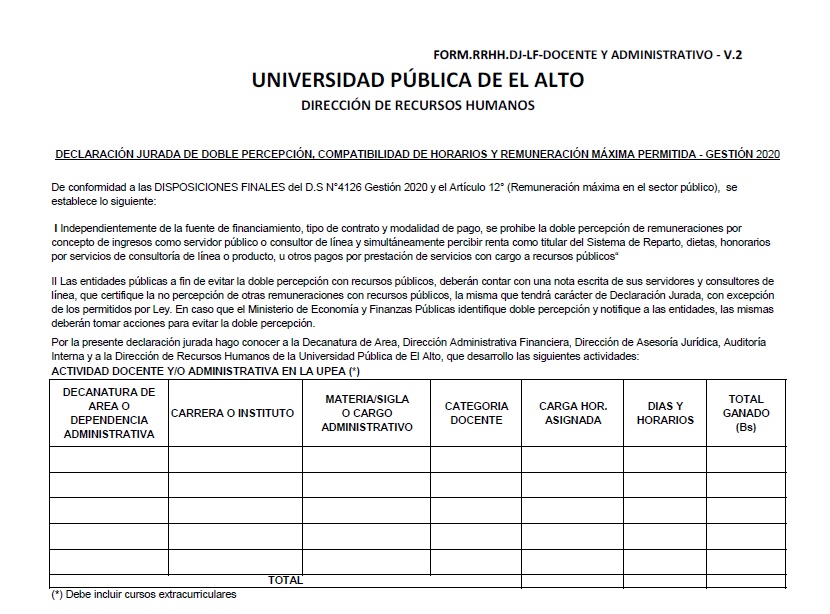 FORM.RRHH.DJ-LF-DOCENTE Y ADMINISTRATIVO - V.2
UNIVERSIDAD PÚBLICA DE EL ALTO
DIRECCIÓN DE RECURSOS HUMANOS
DECLARACIÓN JURADA DE DOBLE PERCEPCIÓN, COMPATIBILIDAD DE HORARIOS Y REMUNERACIÓN MÁXIMA PERMITIDA - GESTIÓN 2020
De conformidad a las DISPOSICIONES FINALES del D.S N°4126 Gestión 2020 y el Artículo 12° (Remuneración máxima en el sector público), se
establece lo siguiente:
I Independientemente de la fuente de financiamiento, tipo de contrato y modalidad de pago, se prohibe la doble percepción de remuneraciones por
concepto de ingresos como servidor público o consultor de línea y simultáneamente percibir renta como titular del Sistema de Reparto, dietas, honorarios
por servicios de consultoría de línea o producto, u otros pagos por prestación de servicios con cargo a recursos públicos"
II Las entidades públicas a fin de evitar la doble percepción con recursos públicos, deberán contar con una nota escrita de sus servidores y consultores de
línea, que certifique la no percepción de otras remuneraciones con recursos públicos, la misma que tendrá carácter de Declaración Jurada, con excepción
de los permitidos por Ley. En caso que el Ministerio de Economía y Finanzas Públicas identifique doble percepción y notifique a las entidades, las mismas
deberán tomar acciones para evitar la doble percepción.
Por la presente declaración jurada hago conocer a la Decanatura de Area, Dirección Administrativa Financiera, Dirección de Asesoría Jurídica, Auditoría
Interna y a la Dirección de Recursos Humanos de la Universidad Pública de El Alto, que desarrollo las siguientes actividades:
ACTIVIDAD DOCENTE Y/O ADMINISTRATIVA EN LA UPEA (*)
DECANATURA DE
AREA O
DEPENDENCIA
ADMINISTRATIVA
CARRERA O INSTITUTO
MATERIA/SIGLA
O CARGO
ADMINISTRATIVO
CATEGORIA
DOCENTE
CARGA HOR.
ASIGNADA
DIAS Y
HORARIOS
TOTAL
GANADO
(Bs)
TOTAL
(*) Debe incluir cursos extracurriculares